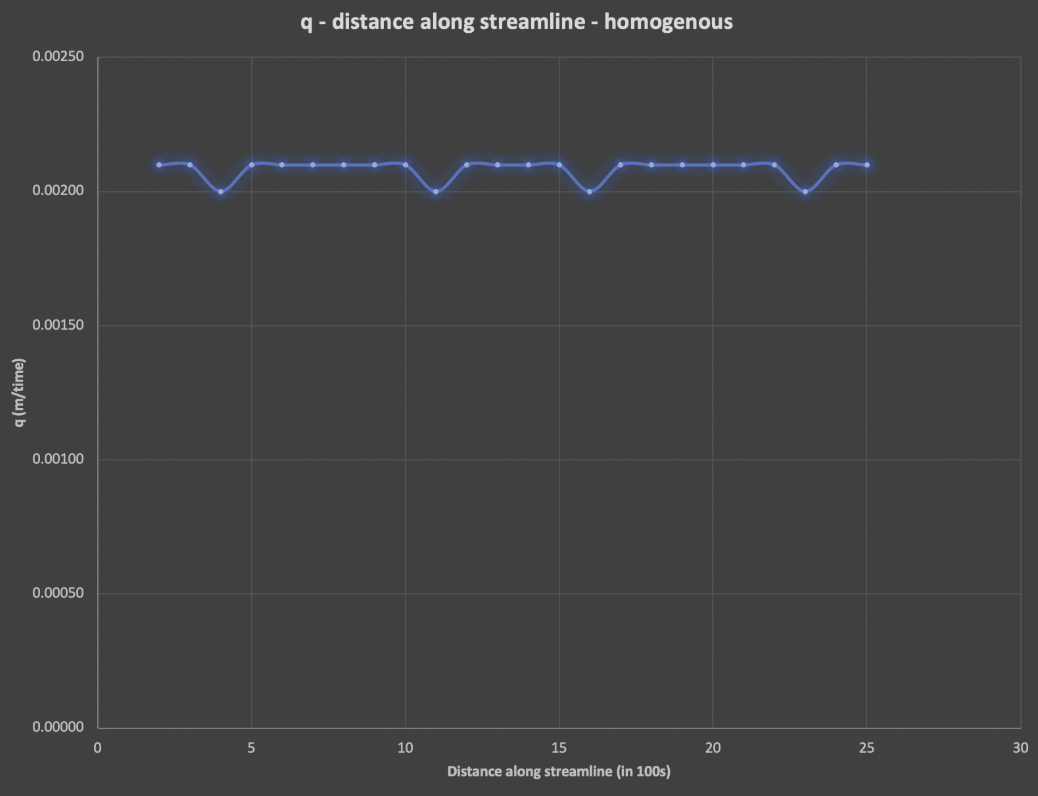 q - distance along streamline - homogenous
0.00250
0.00200
0.00150
0.00100
0.00050
0.00000
q (m/time)
0 5 10 15 20 25 30
Distance along streamline (in 100s)